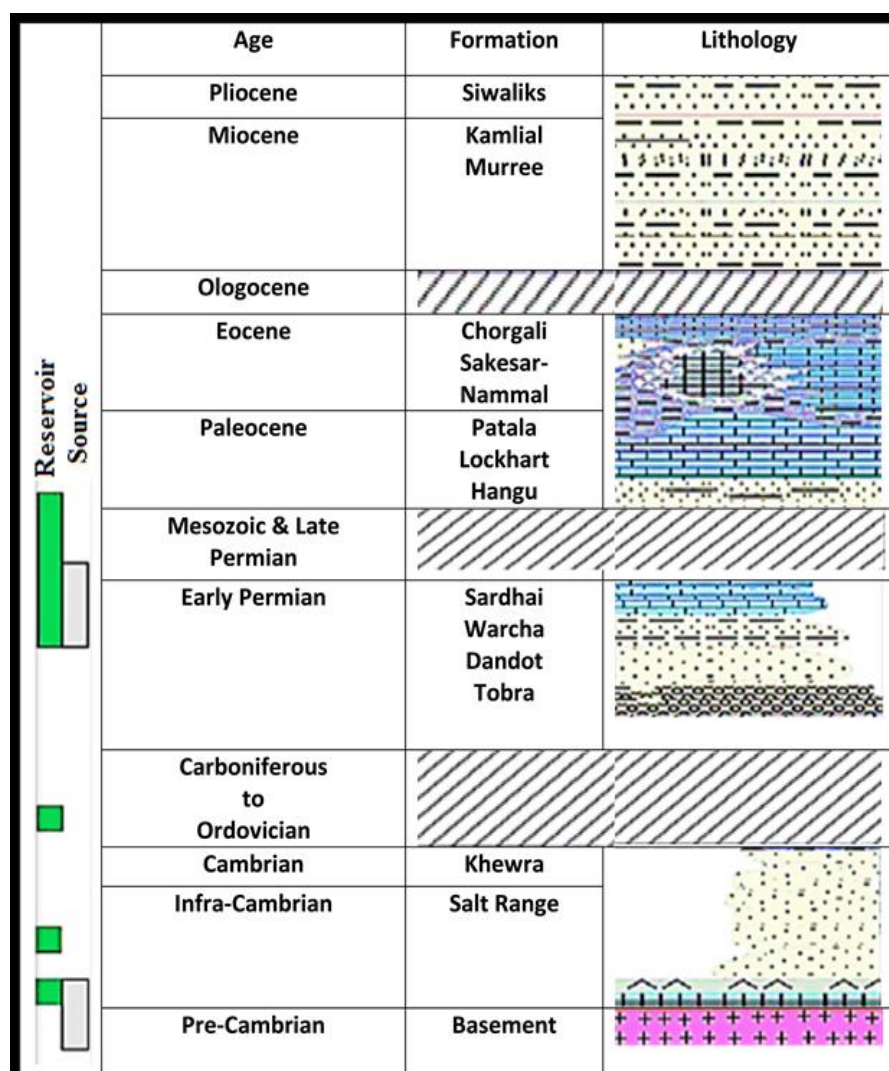 Age Formation Lithology
Pliocene Siwaliks
Miocene Kamlial
Murree
Ologocene
Eocene Chorgali
Sakesar-
Nammal
Paleocene Patala
Lockhart
Hangu
Reservoir
Source
Mesozoic & Late
Permian
Early Permian Sardhai
Warcha
Dandot
Tobra
Carboniferous
to
Ordovician
Cambrian Khewra
Infra-Cambrian Salt Range
Pre-Cambrian Basement